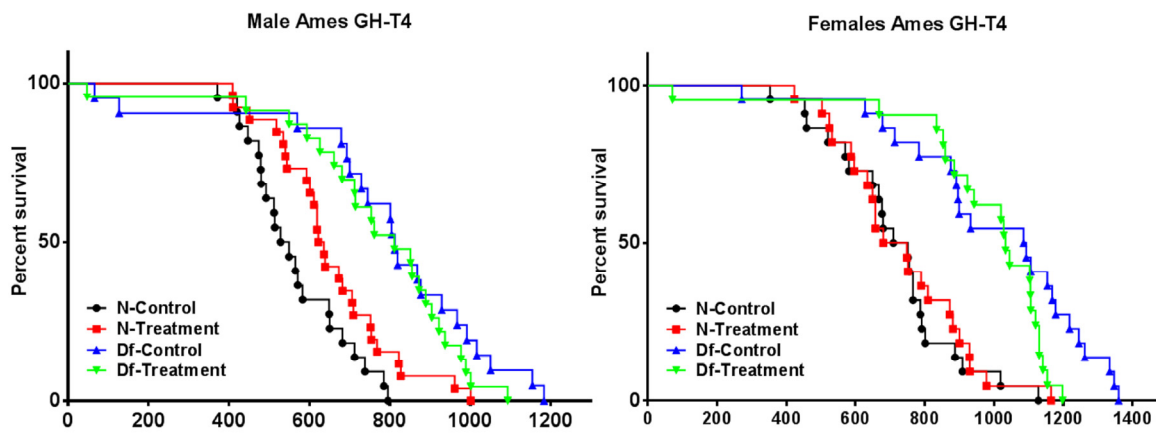 Male Ames GH-T4
Percent survival
100
50
0
N-Control
N-Treatment
Df-Control
Df-Treatment
0 200 400 600 800 1000 1200
Females Ames GH-T4
Percent survival
100
50
0
N-Control
N-Treatment
Df-Control
Df-Treatment
0 200 400 600 800 1000 1200 1400